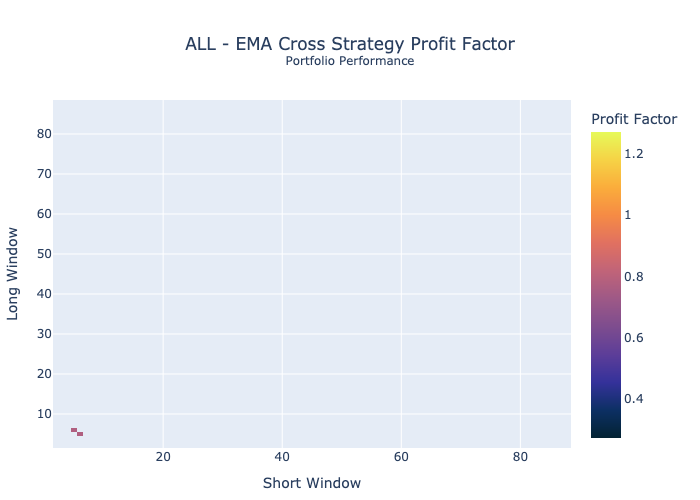 ALL - EMA Cross Strategy Profit Factor
Portfolio Performance
Profit Factor
1.2
1
0.8
0.6
0.4
Long Window
80
70
60
50
40
30
20
10
20 40 60 80
Short Window